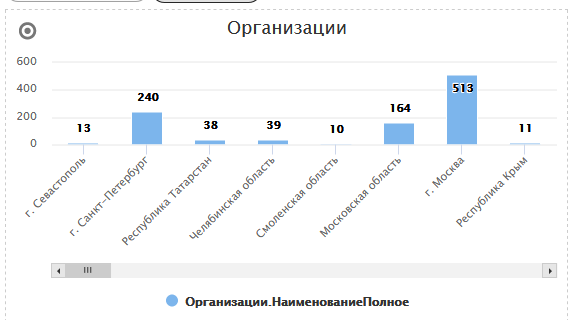 Организации
600
400
200
0
13
240
38
39
10
164
513
11
г. Севастополь
г. Санкт-Петербург
Республика Татарстан
Челябинская область
Смоленская область
Московская область
г. Москва
Республика Крым
Организации.НаименованиеПолное